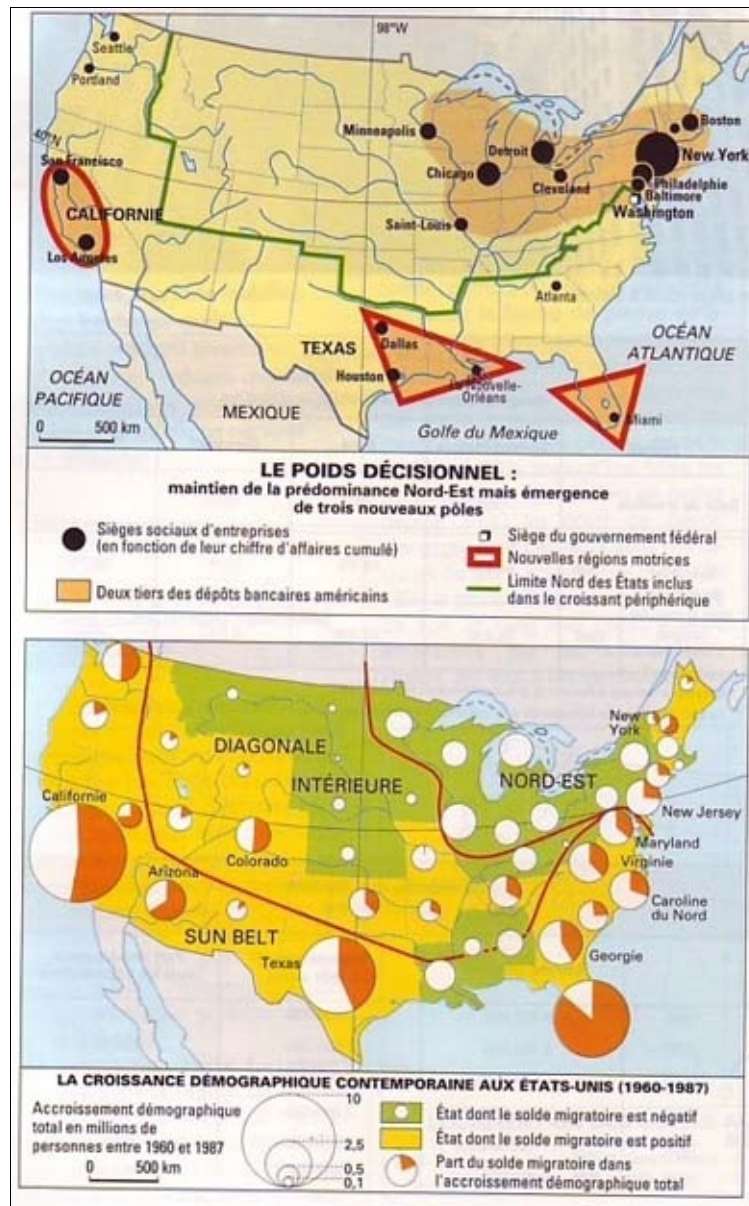 98°W
Seattle
Portland
40°N
Minneapolis
Boston
Detroit
New York
San Francisco
Chicago
Cleveland
Philadelphie
Baltimore
CALIFORNIE
Washington
Saint-Louis
Los Angeles
Atlanta
TEXAS
Dallas
OCÉAN
ATLANTIQUE
Houston
La Nouvelle-
Orléans
OCÉAN
PACIFIQUE
MEXIQUE
Miami
0 500 km
Golfe du Mexique
LE POIDS DÉCISIONNEL :
maintien de la prédominance Nord-Est mais émergence
de trois nouveaux pôles
Sièges sociaux d'entreprises
(en fonction de leur chiffre d'affaires cumulé)
Deux tiers des dépôts bancaires américains
Siège du gouvernement fédéral
Nouvelles régions motrices
Limite Nord des États inclus
dans le croissant périphérique
New
York
DIAGONALE
INTÉRIEURE
NORD-EST
Californie
New Jersey
Colorado
Maryland
Virginie
Arizona
Caroline
du Nord
SUN BELT
Texas
Georgie
LA CROISSANCE DÉMOGRAPHIQUE CONTEMPORAINE AUX ÉTATS-UNIS (1960-1987)
Accroissement démographique
total en millions de
personnes entre 1960 et 1987
0 500 km
10
2,5
0,5
0,1
État dont le solde migratoire est négatif
État dont le solde migratoire est positif
Part du solde migratoire dans
l'accroissement démographique total